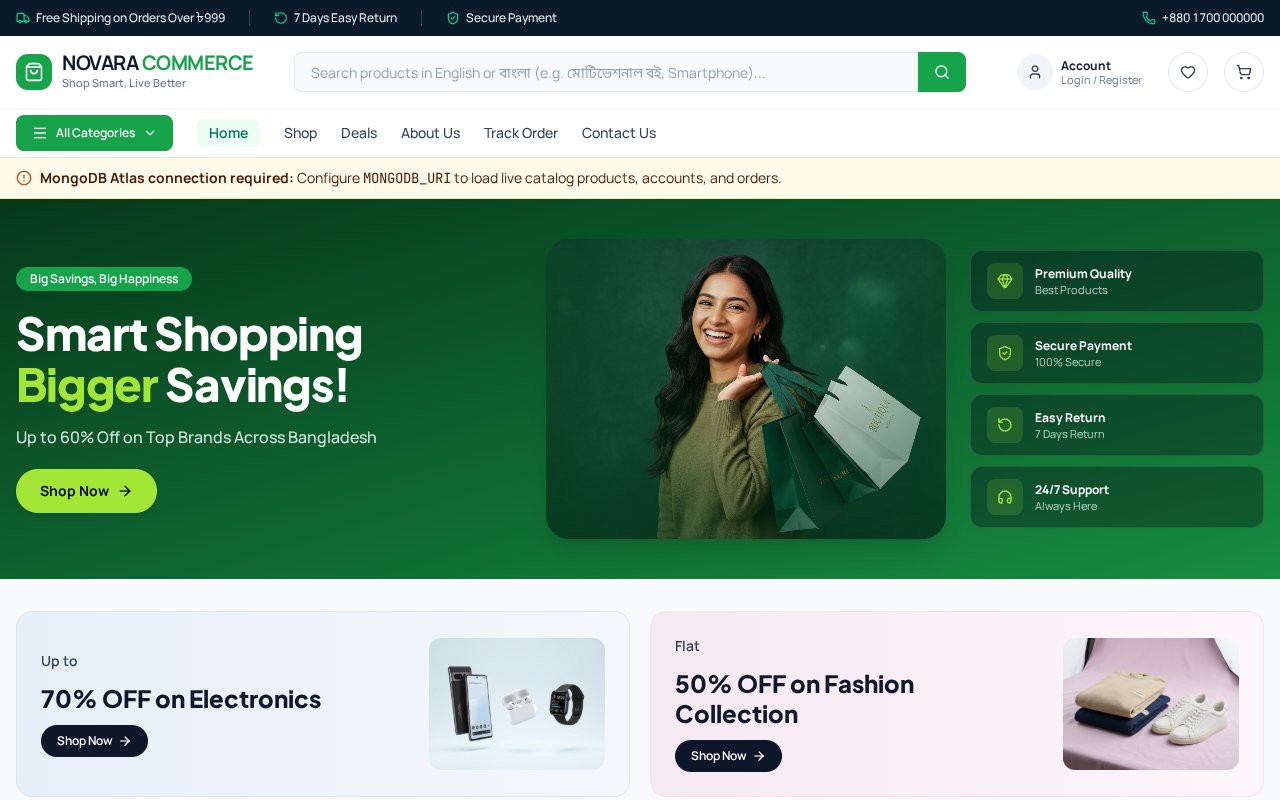 Free Shipping on Orders Over ৳999
7 Days Easy Return
Secure Payment
+880 1700 000000
NOVARA COMMERCE
Shop Smart, Live Better
Search products in English or বাংলা (e.g. মোটিভেশনাল বই, Smartphone)...
Account
Login / Register
All Categories
Home
Shop
Deals
About Us
Track Order
Contact Us
MongoDB Atlas connection required: Configure MONGODB_URI to load live catalog products, accounts, and orders.
Big Savings, Big Happiness
Smart Shopping
Bigger Savings!
Up to 60% Off on Top Brands Across Bangladesh
Shop Now
BOUTIQUE
Premium Quality
Best Products
Secure Payment
100% Secure
Easy Return
7 Days Return
24/7 Support
Always Here
Up to
70% OFF on Electronics
Shop Now
Flat
50% OFF on Fashion
Collection
Shop Now